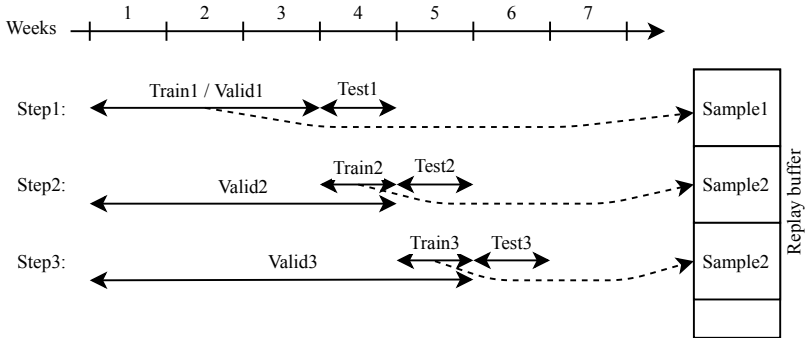 Weeks 1 2 3 4 5 6 7
Train1 / Valid1 Test1
Step1: Sample1
Train2 Test2
Step2: Valid2 Sample2
Train3 Test3
Step3: Valid3 Sample2
Replay buffer